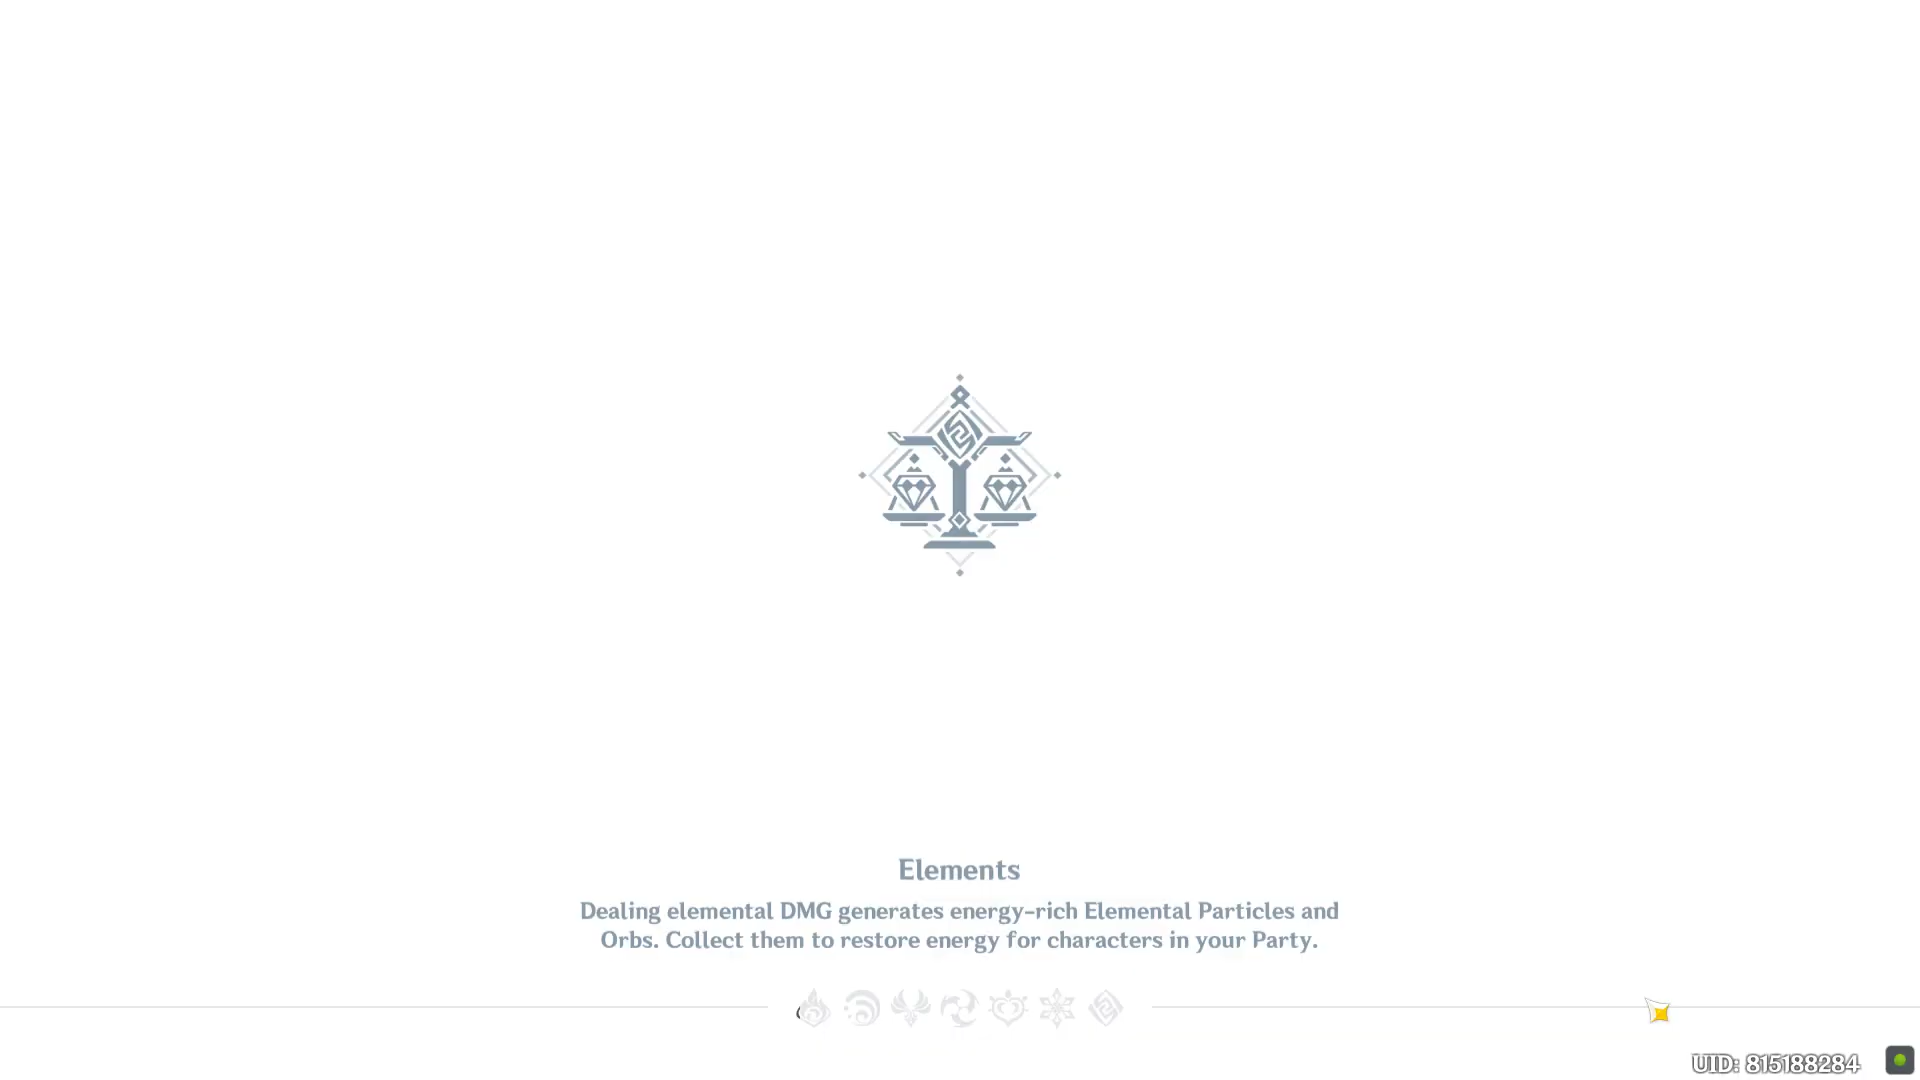 Elements
Dealing elemental DMG generates energy-rich Elemental Particles and
Orbs. Collect them to restore energy for characters in your Party.
UID: 815188284